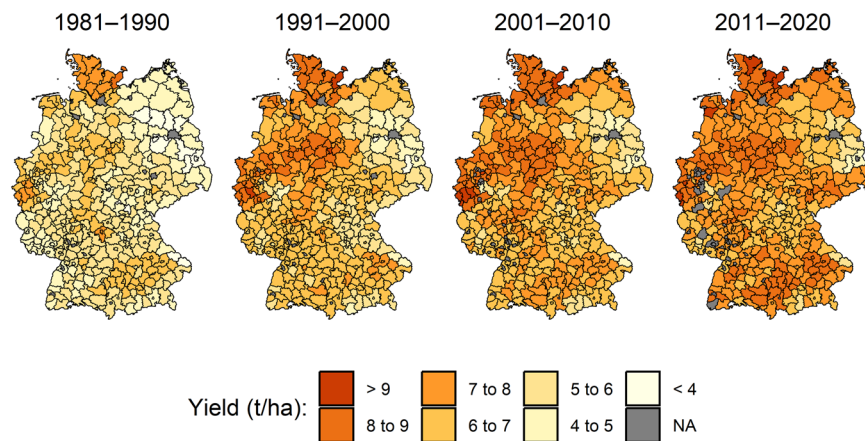 1981–1990 1991–2000 2001–2010 2011–2020
Yield (t/ha):
> 9 7 to 8 5 to 6 < 4
8 to 9 6 to 7 4 to 5 NA